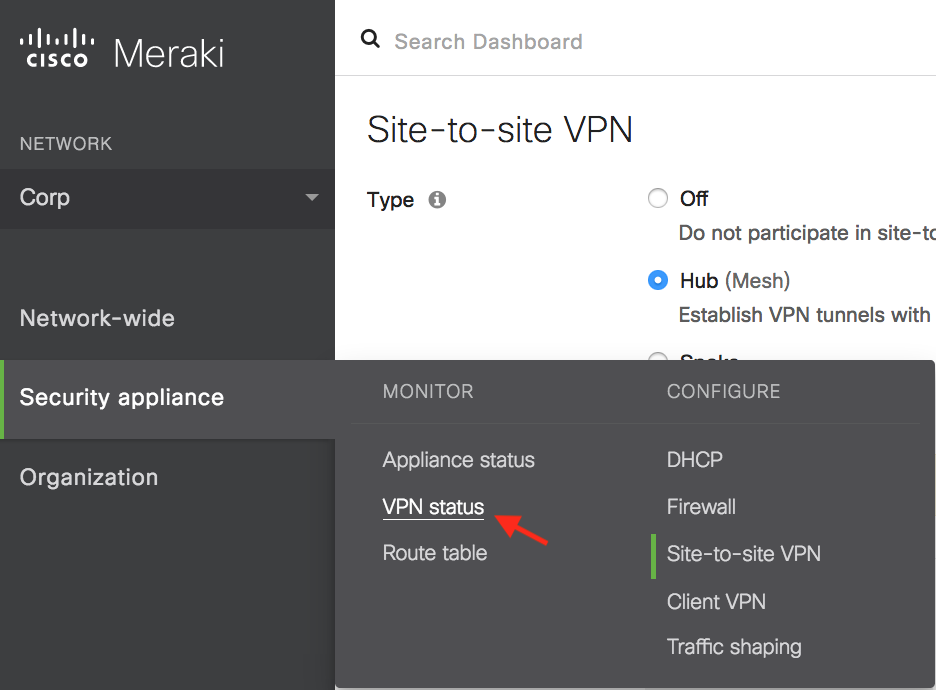 CISCO Meraki
Search Dashboard
NETWORK
Corp
Network-wide
Security appliance
Organization
Site-to-site VPN
Type
Off
Do not participate in site-to
Hub (Mesh)
Establish VPN tunnels with
Spoke
MONITOR
Appliance status
VPN status
Route table
CONFIGURE
DHCP
Firewall
Site-to-site VPN
Client VPN
Traffic shaping